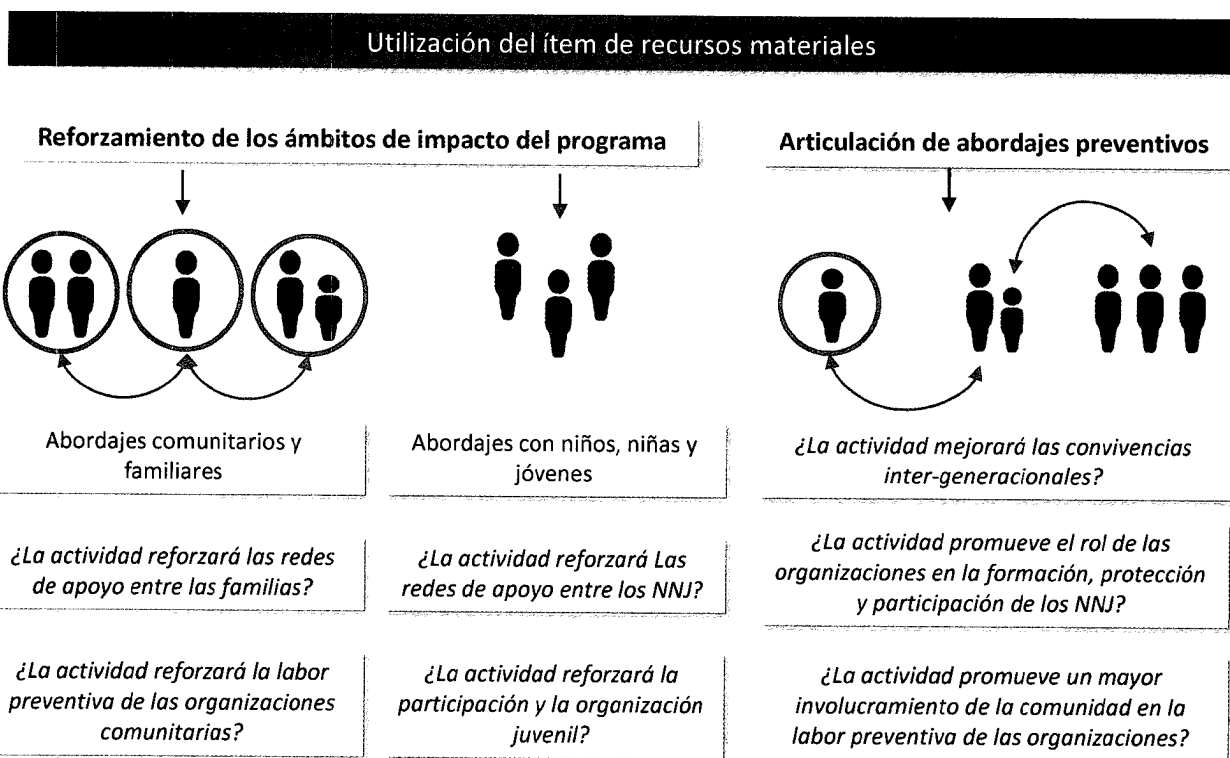 Utilización del ítem de recursos materiales
Reforzamiento de los ámbitos de impacto del programa
Articulación de abordajes preventivos
Abordajes comunitarios y
familiares
¿La actividad reforzará las redes
de apoyo entre las familias?
¿La actividad reforzará la labor
preventiva de las organizaciones
comunitarias?
Abordajes con niños, niñas y
jóvenes
¿La actividad reforzará Las
redes de apoyo entre los NNJ?
¿La actividad reforzará la
participación y la organización
juvenil?
¿La actividad mejorará las convivencias
inter-generacionales?
¿La actividad promueve el rol de las
organizaciones en la formación, protección
y participación de los NNJ?
¿La actividad promueve un mayor
involucramiento de la comunidad en la
labor preventiva de las organizaciones?